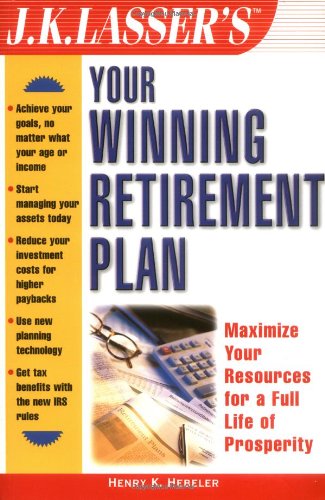 J.K.LASSER'S™
YOUR
WINNING
RETIREMENT
PLAN
• Achieve your
goals, no
matter what
your age or
income
• Start
managing your
assets today
• Reduce your
investment
costs for
higher
paybacks
• Use new
planning
technology
• Get tax
benefits with
the new IRS
rules
Maximize
Your
Resources
for a Full
Life of
Prosperity
HENRY K. HEBELER